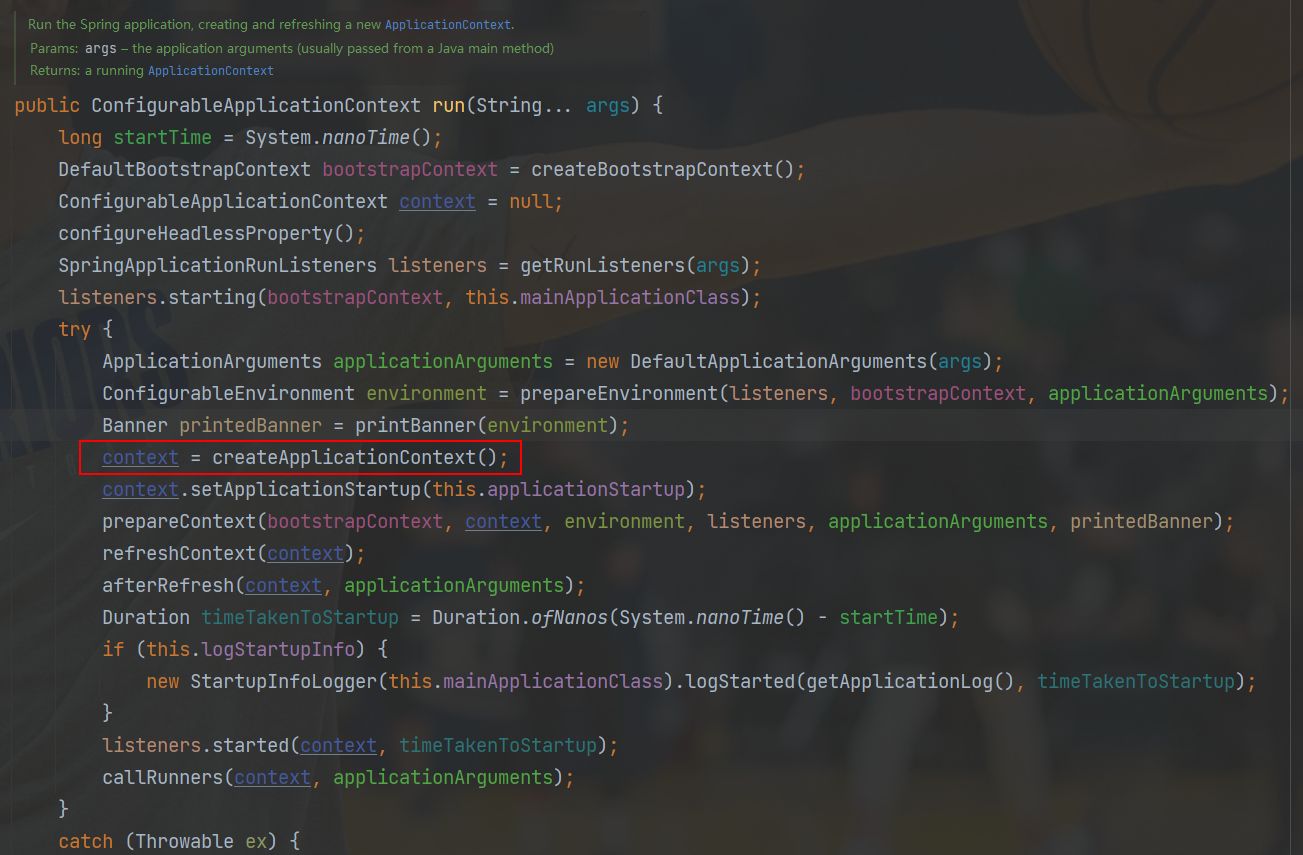 Run the Spring application, creating and refreshing a new ApplicationContext.
Params: args – the application arguments (usually passed from a Java main method)
Returns: a running ApplicationContext
public ConfigurableApplicationContext run(String... args) {
    long startTime = System.nanoTime();
    DefaultBootstrapContext bootstrapContext = createBootstrapContext();
    ConfigurableApplicationContext context = null;
    configureHeadlessProperty();
    SpringApplicationRunListeners listeners = getRunListeners(args);
    listeners.starting(bootstrapContext, this.mainApplicationClass);
    try {
        ApplicationArguments applicationArguments = new DefaultApplicationArguments(args);
        ConfigurableEnvironment environment = prepareEnvironment(listeners, bootstrapContext, applicationArguments);
        Banner printedBanner = printBanner(environment);
        context = createApplicationContext();
        context.setApplicationStartup(this.applicationStartup);
        prepareContext(bootstrapContext, context, environment, listeners, applicationArguments, printedBanner);
        refreshContext(context);
        afterRefresh(context, applicationArguments);
        Duration timeTakenToStartup = Duration.ofNanos(System.nanoTime() - startTime);
        if (this.logStartupInfo) {
            new StartupInfoLogger(this.mainApplicationClass).logStarted(getApplicationLog(), timeTakenToStartup);
        }
        listeners.started(context, timeTakenToStartup);
        callRunners(context, applicationArguments);
    }
    catch (Throwable ex) {